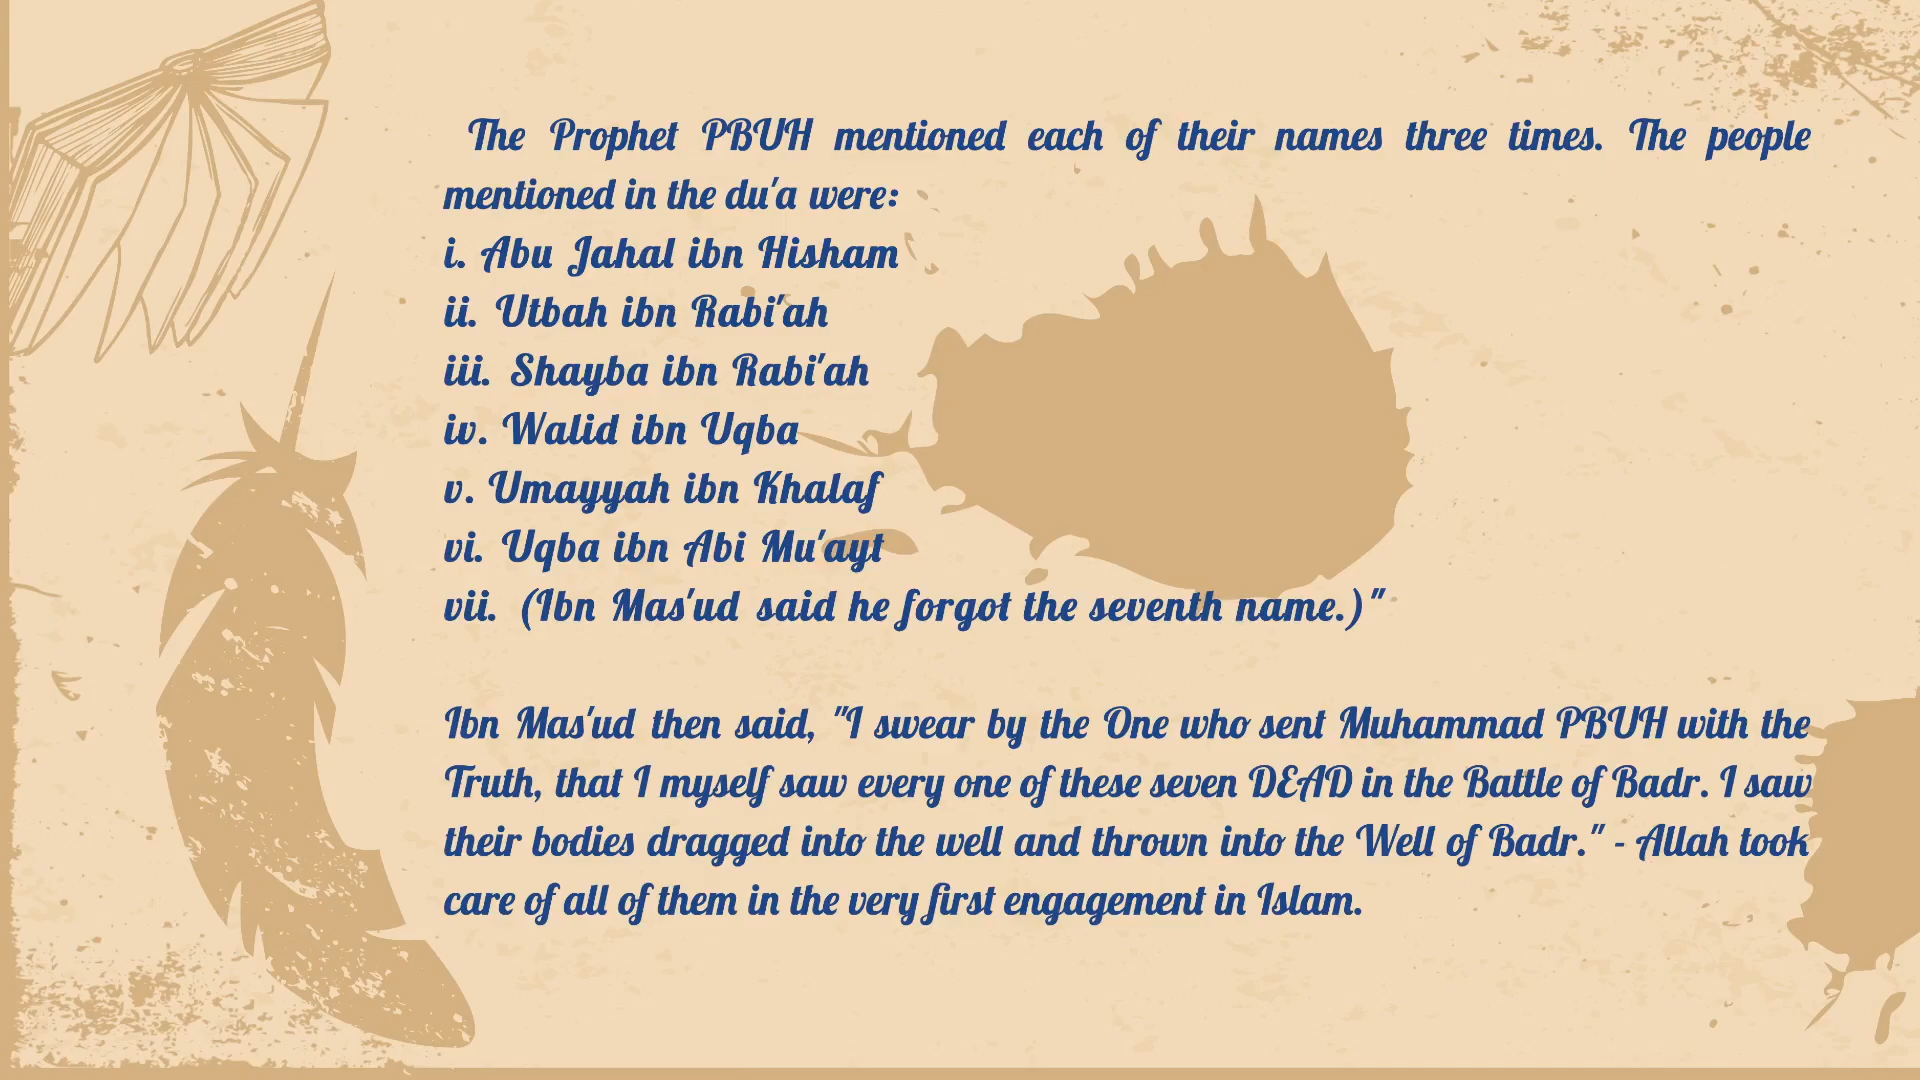 The Prophet PBUH mentioned each of their names three times. The people
mentioned in the du'a were:
i. Abu Jahal ibn Hisham
ii. Utbah ibn Rabi'ah
iii. Shayba ibn Rabi'ah
iv. Walid ibn Uqba
v. Umayyah ibn Khalaf
vi. Uqba ibn Abi Mu'ayt
vii. (Ibn Mas'ud said he forgot the seventh name.)"
Ibn Mas'ud then said, "I swear by the One who sent Muhammad PBUH with the
Truth, that I myself saw every one of these seven DEAD in the Battle of Badr. I saw
their bodies dragged into the well and thrown into the Well of Badr." - Allah took
care of all of them in the very first engagement in Islam.